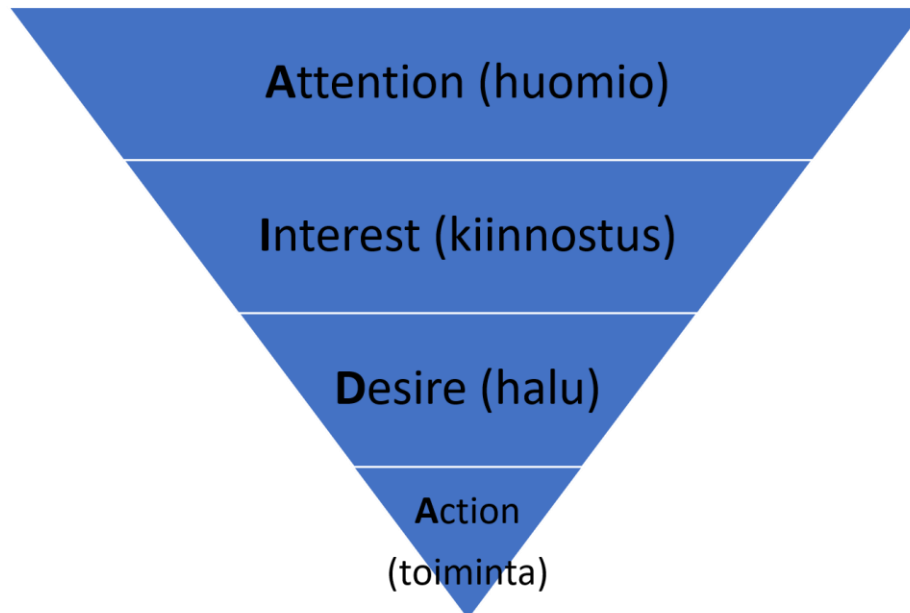 Attention (huomio)
Interest (kiinnostus)
Desire (halu)
Action
(toiminta)